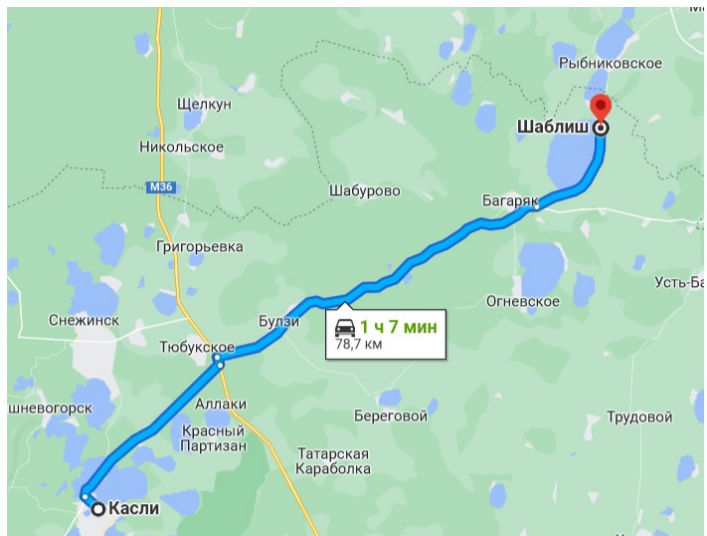 Рыбниковское
Щелкун
Шаблиш
Никольское
М36
Шабурово
Багаряк
Григорьевка
Усть-Ба
Огневское
Снежинск
Булзи
1 ч 7 мин
78,7 км
Тюбукское
Аллаки
шневогорск
Береговой
Трудовой
Красный
Партизан
Татарская
Караболка
Касли